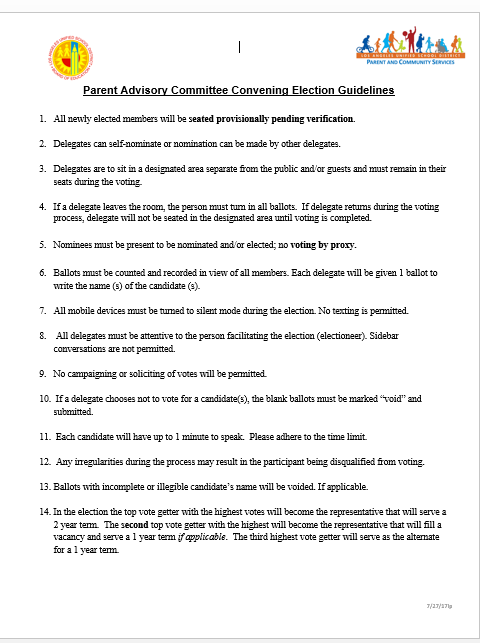 LOS ANGELES UNIFIED SCHOOL DISTRICT
BOARD OF EDUCATION
LOS ANGELES UNIFIED SCHOOL DISTRICT
PARENT AND COMMUNITY SERVICES
Parent Advisory Committee Convening Election Guidelines
1. All newly elected members will be seated provisionally pending verification.
2. Delegates can self-nominate or nomination can be made by other delegates.
3. Delegates are to sit in a designated area separate from the public and/or guests and must remain in their
seats during the voting.
4. If a delegate leaves the room, the person must turn in all ballots. If delegate returns during the voting
process, delegate will not be seated in the designated area until voting is completed.
5. Nominees must be present to be nominated and/or elected; no voting by proxy.
6. Ballots must be counted and recorded in view of all members. Each delegate will be given 1 ballot to
write the name (s) of the candidate (s).
7. All mobile devices must be turned to silent mode during the election. No texting is permitted.
8. All delegates must be attentive to the person facilitating the election (electioneer). Sidebar
conversations are not permitted.
9. No campaigning or soliciting of votes will be permitted.
10. If a delegate chooses not to vote for a candidate(s), the blank ballots must be marked “void” and
submitted.
11. Each candidate will have up to 1 minute to speak. Please adhere to the time limit.
12. Any irregularities during the process may result in the participant being disqualified from voting.
13. Ballots with incomplete or illegible candidate’s name will be voided. If applicable.
14. In the election the top vote getter with the highest votes will become the representative that will serve a
2 year term. The second top vote getter with the highest will become the representative that will fill a
vacancy and serve a 1 year term if applicable. The third highest vote getter will serve as the alternate
for a 1 year term.
7/27/17lp